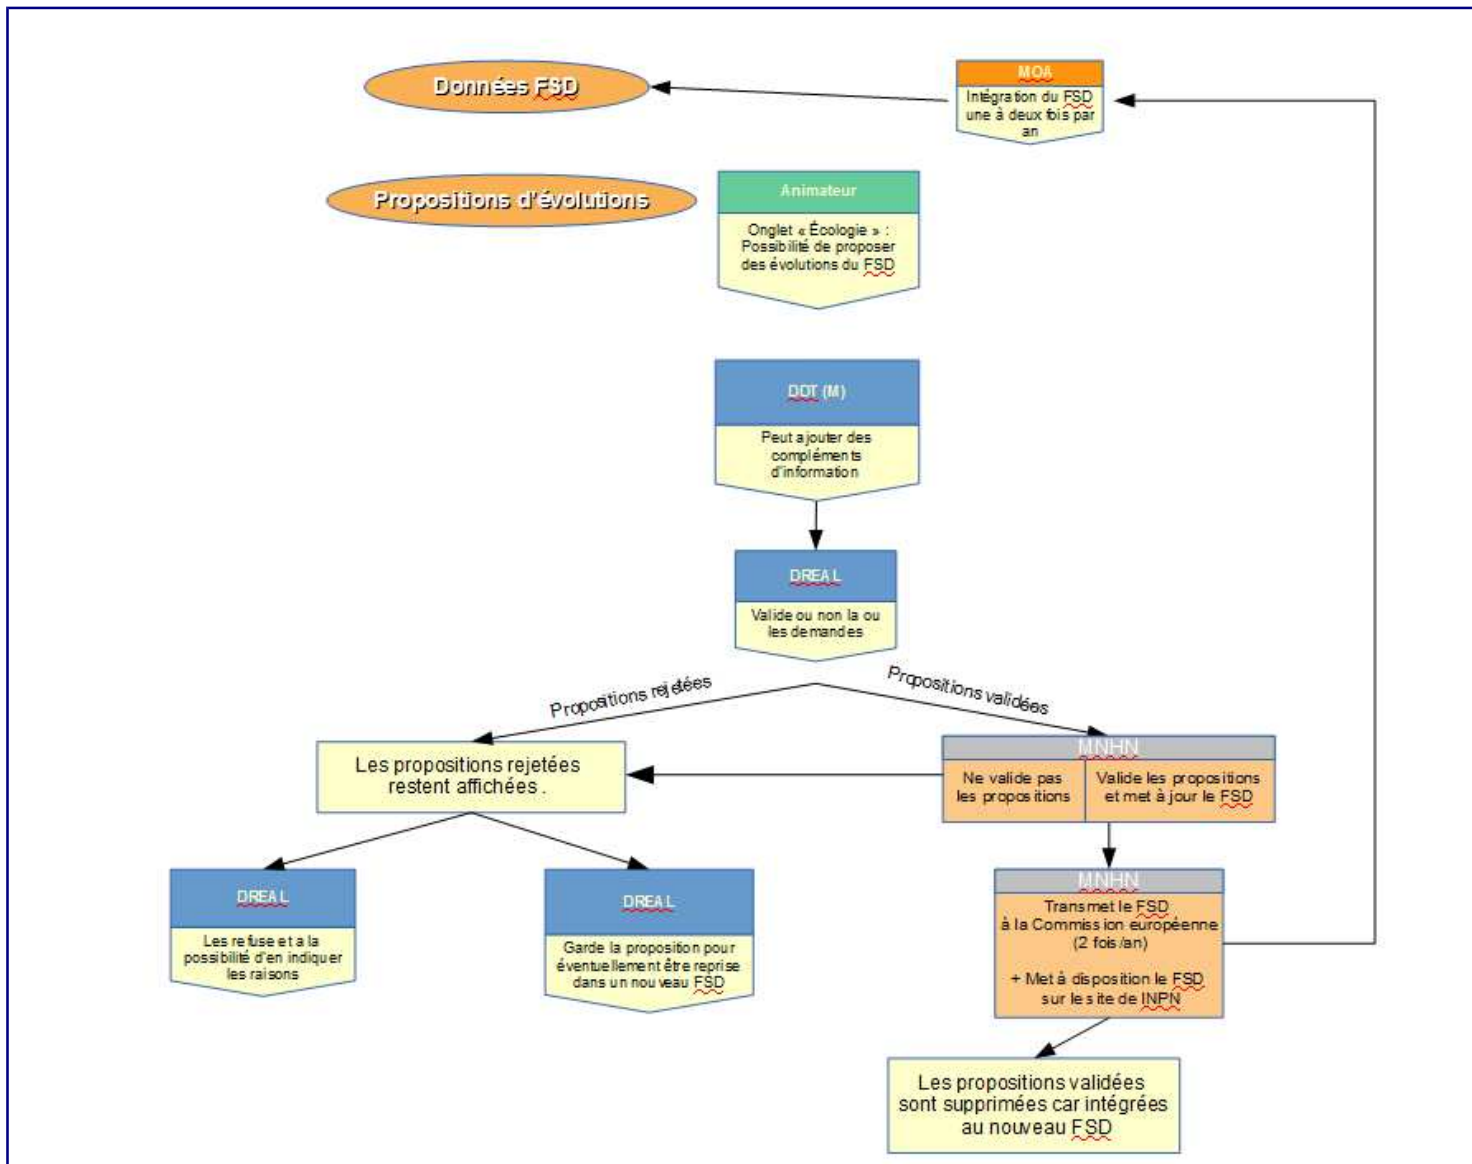 Données FSD
MOA
Intégration du FSD
une à deux fois par
an
Propositions d'évolutions
Animateur
Onglet « Écologie » :
Possibilité de proposer
des évolutions du FSD
DDT (M)
Peut ajouter des
compléments
d'information
DREAL
Valide ou non la ou
les demandes
Propositions rejetées
Propositions validées
Les propositions rejetées
restent affichées .
MNHN
Ne valide pas
les propositions
Valide les propositions
et met à jour le FSD
DREAL
Les refuse et a la
possibilité d'en indiquer
les raisons
DREAL
Garde la proposition pour
éventuellement être reprise
dans un nouveau FSD
MNHN
Transmet le FSD
à la Commission européenne
(2 fois/an)
+ Met à disposition le FSD
sur le site de INPN
Les propositions validées
sont supprimées car intégrées
au nouveau FSD